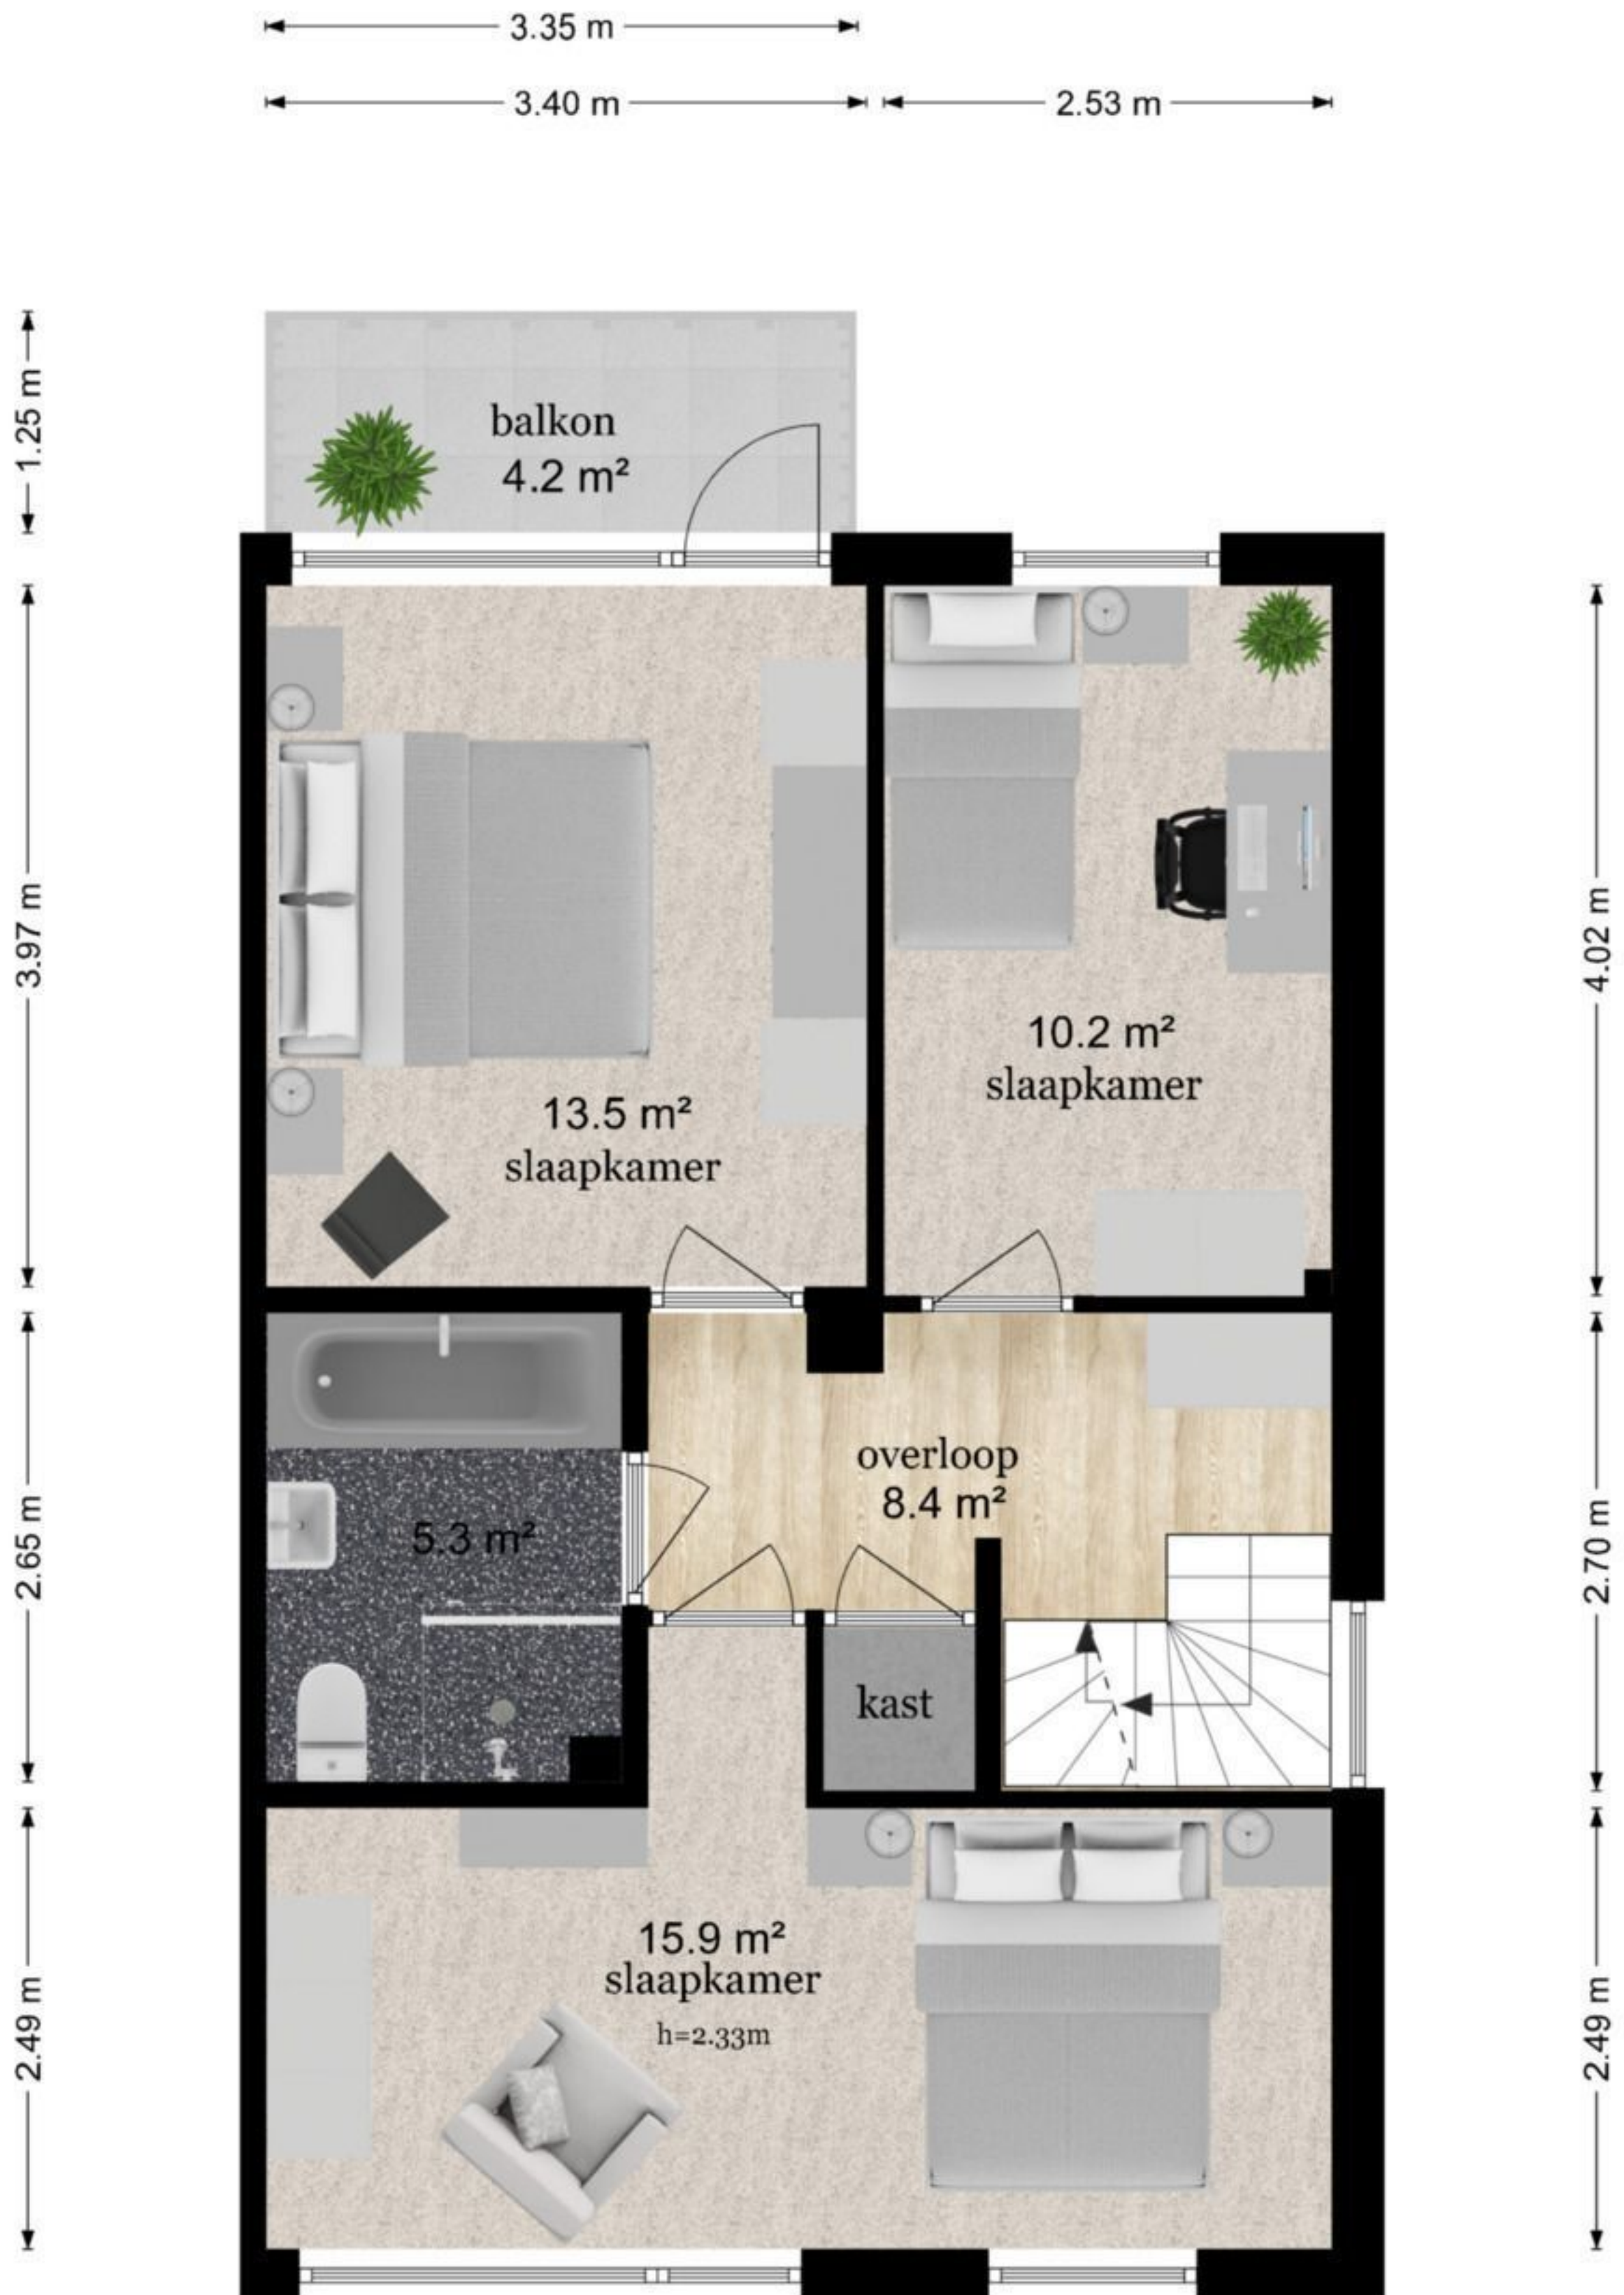 3.35 m
3.40 m
2.53 m
1.25 m
balkon
4.2 m²
3.97 m
4.02 m
10.2 m²
slaapkamer
13.5 m²
slaapkamer
2.65 m
2.70 m
overloop
8.4 m²
5.3 m²
kast
2.49 m
2.49 m
15.9 m²
slaapkamer
h=2.33m